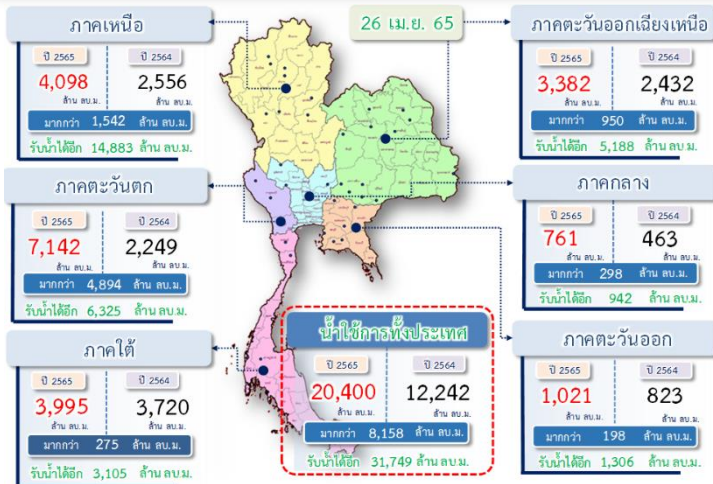 ภาคเหนือ
ปี 2565 ปี 2564
4,098 2,556
ล้าน ลบ.ม. ล้าน ลบ.ม.
มากกว่า 1,542 ล้าน ลบ.ม.
รับน้ำได้อีก 14,883 ล้าน ลบ.ม.
26 เม.ย. 65
ภาคตะวันออกเฉียงเหนือ
ปี 2565 ปี 2564
3,382 2,432
ล้าน ลบ.ม. ล้าน ลบ.ม.
มากกว่า 950 ล้าน ลบ.ม.
รับน้ำได้อีก 5,188 ล้าน ลบ.ม.
ภาคตะวันตก
ปี 2565 ปี 2564
7,142 2,249
ล้าน ลบ.ม. ล้าน ลบ.ม.
มากกว่า 4,894 ล้าน ลบ.ม.
รับน้ำได้อีก 6,325 ล้าน ลบ.ม.
ภาคกลาง
ปี 2565 ปี 2564
761 463
ล้าน ลบ.ม. ล้าน ลบ.ม.
มากกว่า 298 ล้าน ลบ.ม.
รับน้ำได้อีก 942 ล้าน ลบ.ม.
ภาคใต้
ปี 2565 ปี 2564
3,995 3,720
ล้าน ลบ.ม. ล้าน ลบ.ม.
มากกว่า 275 ล้าน ลบ.ม.
รับน้ำได้อีก 3,105 ล้าน ลบ.ม.
น้ำใช้การทั้งประเทศ
ปี 2565 ปี 2564
20,400 12,242
ล้าน ลบ.ม. ล้าน ลบ.ม.
มากกว่า 8,158 ล้าน ลบ.ม.
รับน้ำได้อีก 31,749 ล้าน ลบ.ม.
ภาคตะวันออก
ปี 2565 ปี 2564
1,021 823
ล้าน ลบ.ม. ล้าน ลบ.ม.
มากกว่า 198 ล้าน ลบ.ม.
รับน้ำได้อีก 1,306 ล้าน ลบ.ม.